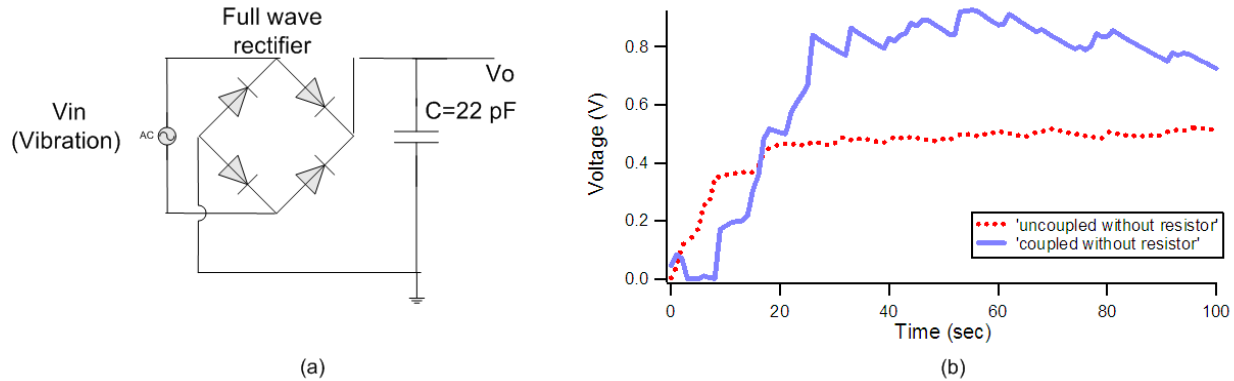 Full wave
rectifier
Vin
(Vibration)
AC
Vo
C=22 pF
(a)
Voltage (V)
0.8
0.6
0.4
0.2
0.0
0 20 40 60 80 100
Time (sec)
'uncoupled without resistor'
'coupled without resistor'
(b)